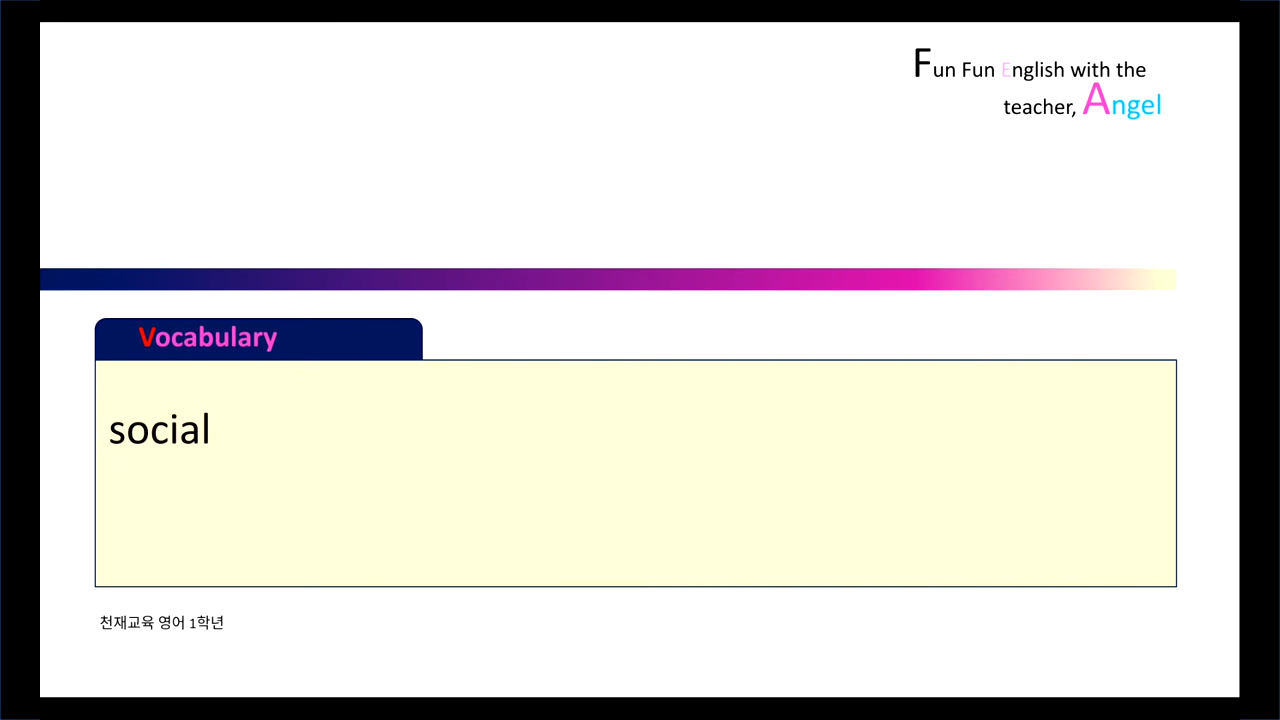 Fun Fun English with the
teacher, Angel
Vocabulary
social
천재교육 영어 1학년